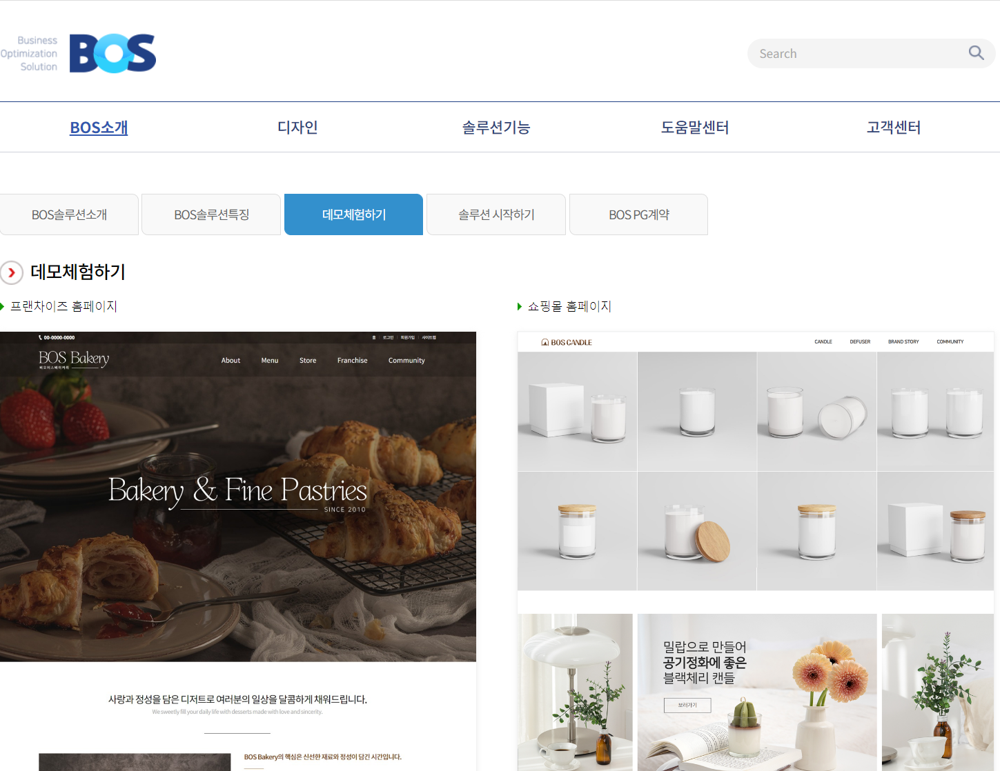 Business
Optimization
Solution
BOS
Search
BOS소개
디자인
솔루션기능
도움말센터
고객센터
BOS솔루션소개
BOS솔루션특징
데모체험하기
솔루션 시작하기
BOS PG계약
데모체험하기
프랜차이즈 홈페이지
쇼핑몰 홈페이지
00-0000-0000
홈 로그인 회원가입 사이트맵
BOS Bakery
비오에스베이커리
About Menu Store Franchise Community
Bakery & Fine Pastries
SINCE 2010
사랑과 정성을 담은 디저트로 여러분의 일상을 달콤하게 채워드립니다.
We sweetly fill your daily life with desserts made with love and sincerity.
BOS Bakery의 핵심은 신선한 재료와 정성이 담긴 시간입니다.
BOS CANDLE
CANDLE DEFUSER BRAND STORY COMMUNITY
밀랍으로 만들어
공기정화에 좋은
블랙체리 캔들
보러가기